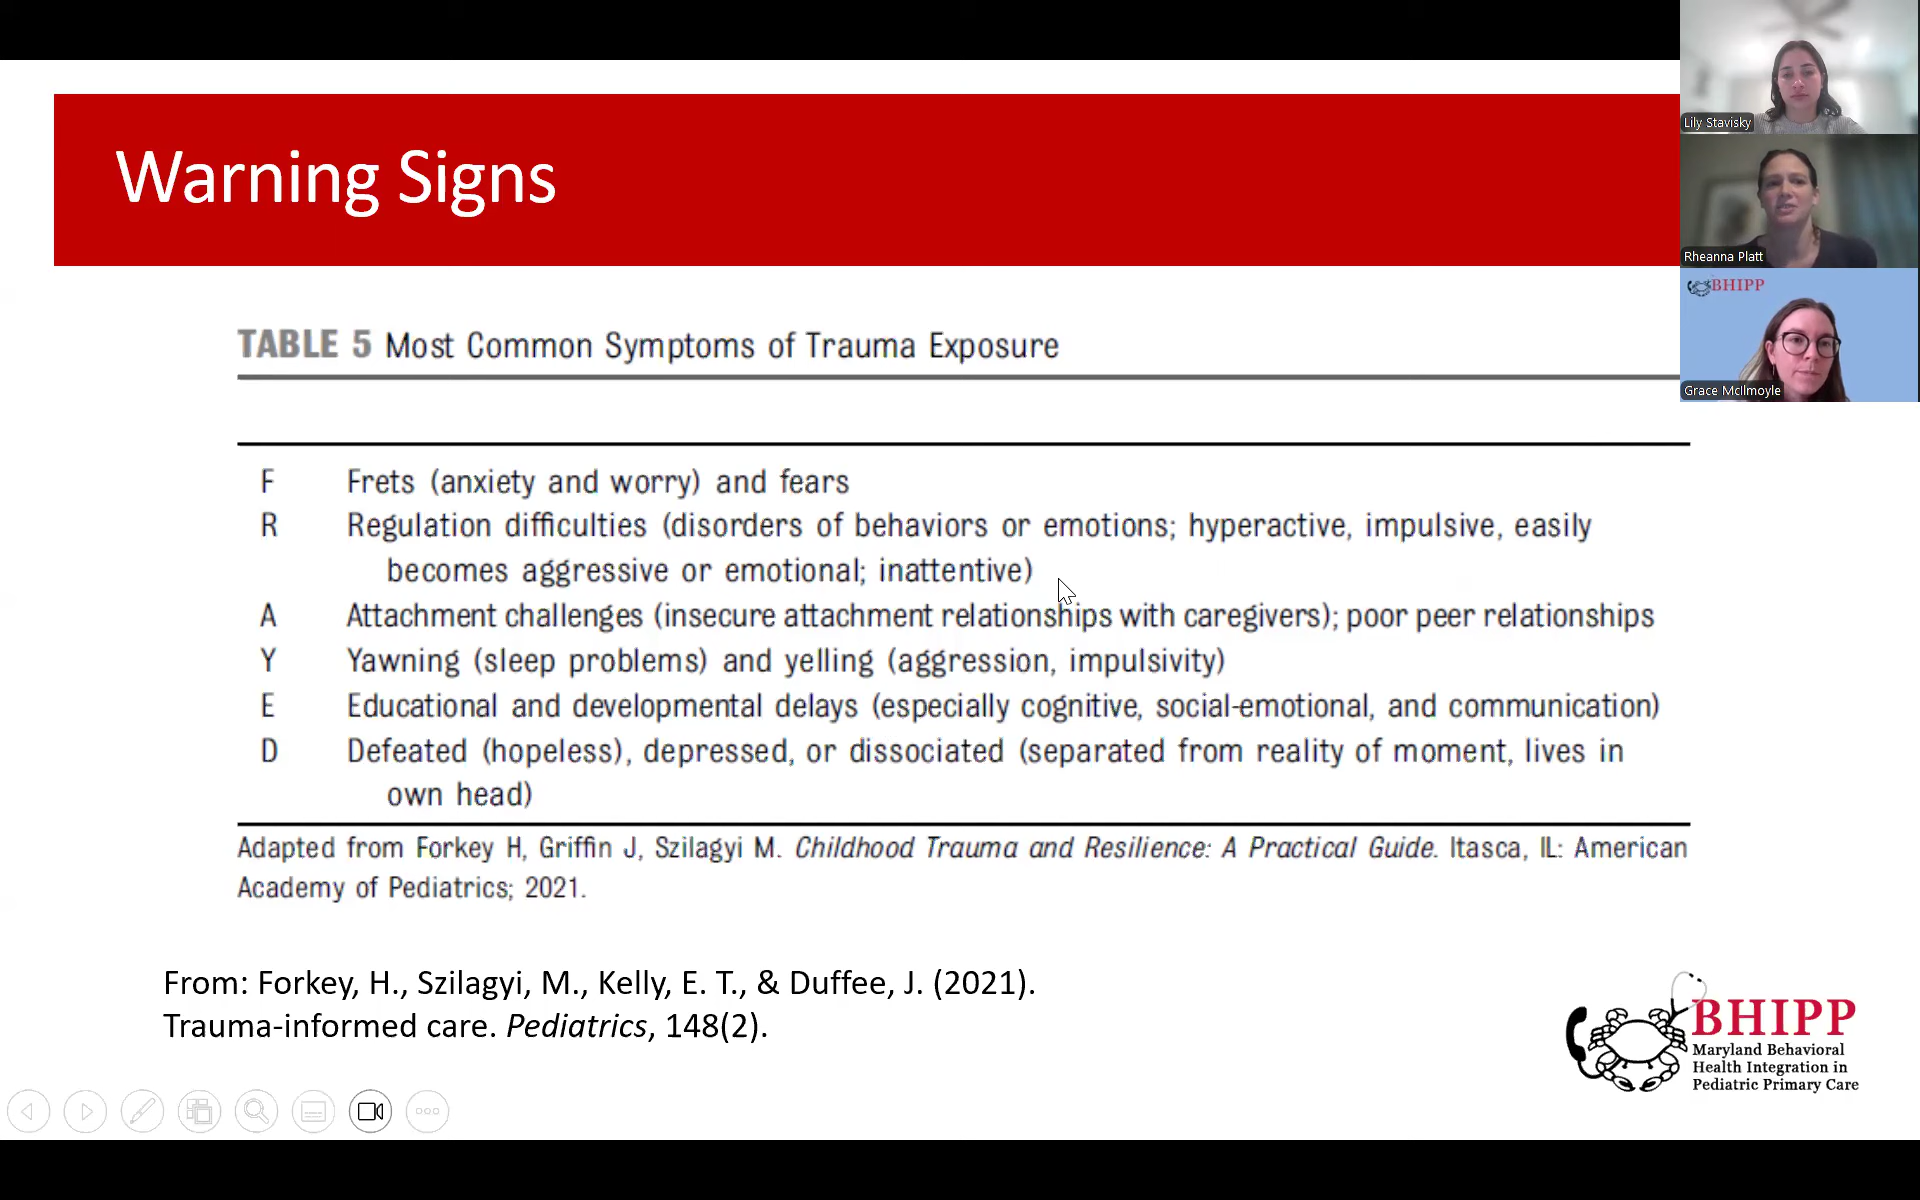 Warning Signs
TABLE 5 Most Common Symptoms of Trauma Exposure
F Frets (anxiety and worry) and fears
R Regulation difficulties (disorders of behaviors or emotions; hyperactive, impulsive, easily
becomes aggressive or emotional; inattentive)
A Attachment challenges (insecure attachment relationships with caregivers); poor peer relationships
Y Yawning (sleep problems) and yelling (aggression, impulsivity)
E Educational and developmental delays (especially cognitive, social-emotional, and communication)
D Defeated (hopeless), depressed, or dissociated (separated from reality of moment, lives in
own head)
Adapted from Forkey H, Griffin J, Szilagyi M. Childhood Trauma and Resilience: A Practical Guide. Itasca, IL: American
Academy of Pediatrics; 2021.
From: Forkey, H., Szilagyi, M., Kelly, E. T., & Duffee, J. (2021).
Trauma-informed care. Pediatrics, 148(2).
BHIPP
Maryland Behavioral
Health Integration in
Pediatric Primary Care
Lily Stavisky
Rheanna Platt
BHIPP
Grace McIlmoyle